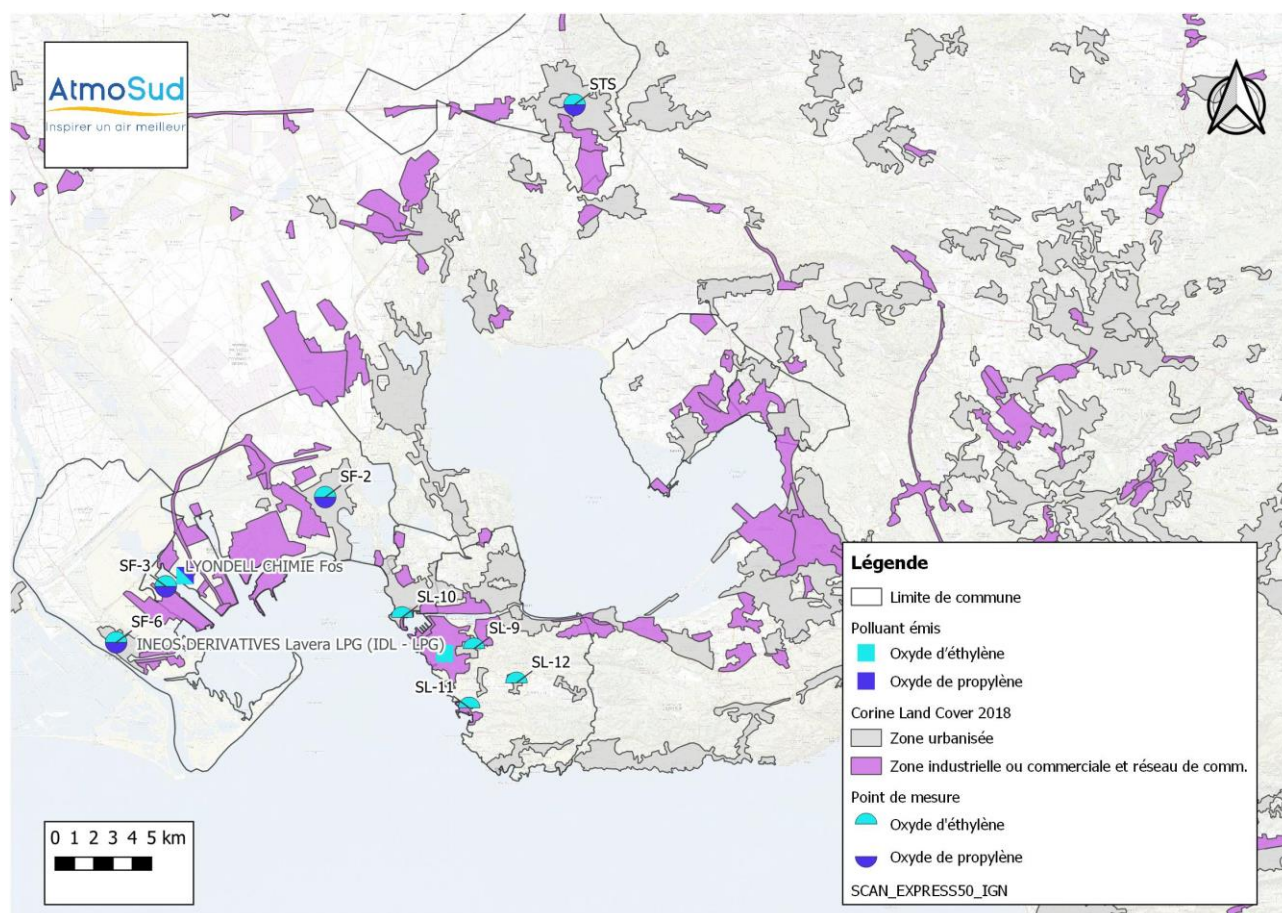 AtmoSud
Inspirer un air meilleur
STS
SF-2
SF-3
LYONDELL CHIMIE Fos
SF-6
INEOS DERIVATIVES Lavera LPG (IDL - LPG)
SL-10
SL-9
SL-12
SL-11
Légende
Limite de commune
Polluant émis
Oxyde d'éthylène
Oxyde de propylène
Corine Land Cover 2018
Zone urbanisée
Zone industrielle ou commerciale et réseau de comm.
Point de mesure
Oxyde d'éthylène
Oxyde de propylène
SCAN_EXPRESS50_IGN
0 1 2 3 4 5 km